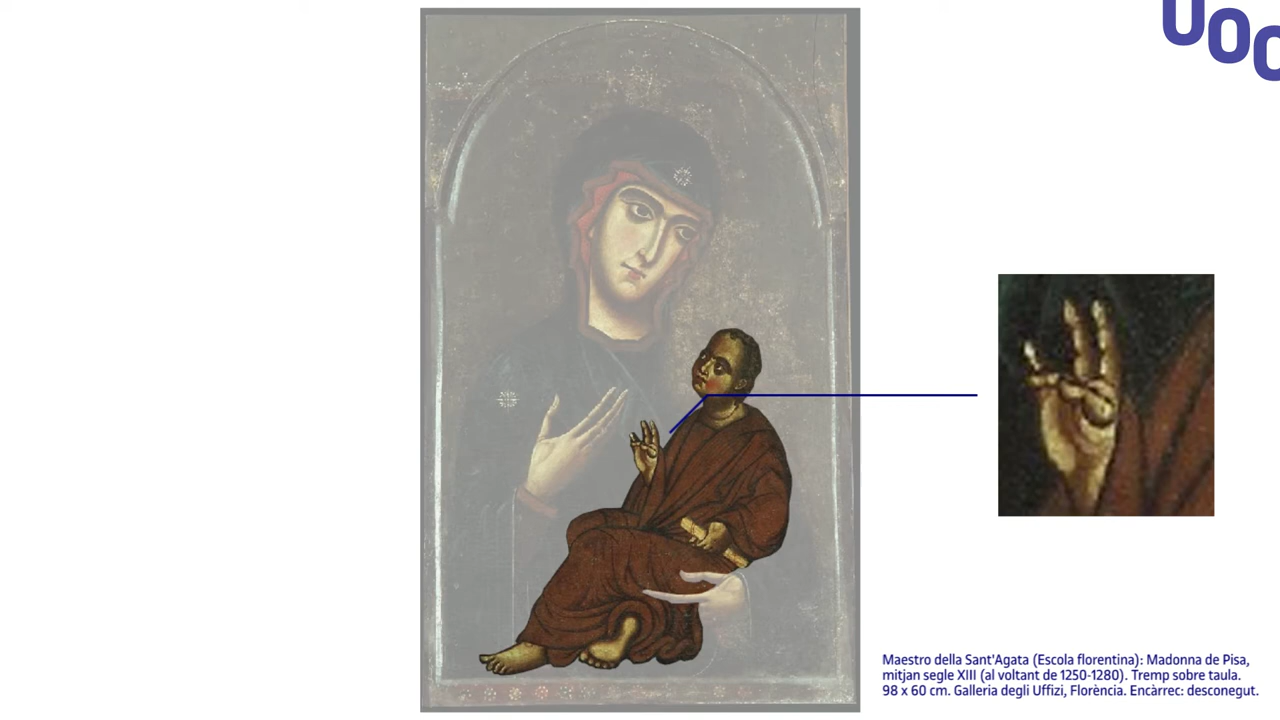 UOC
Maestro della Sant'Agata (Escola florentina): Madonna de Pisa,
mitjan segle XIII (al voltant de 1250-1280). Tremp sobre taula.
98 x 60 cm. Galleria degli Uffizi, Florència. Encàrrec: desconegut.